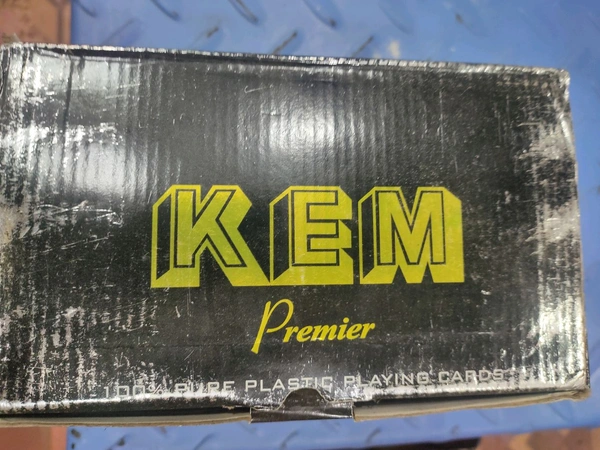 KEM
Premier
100% PURE PLASTIC PLAYING CARDS